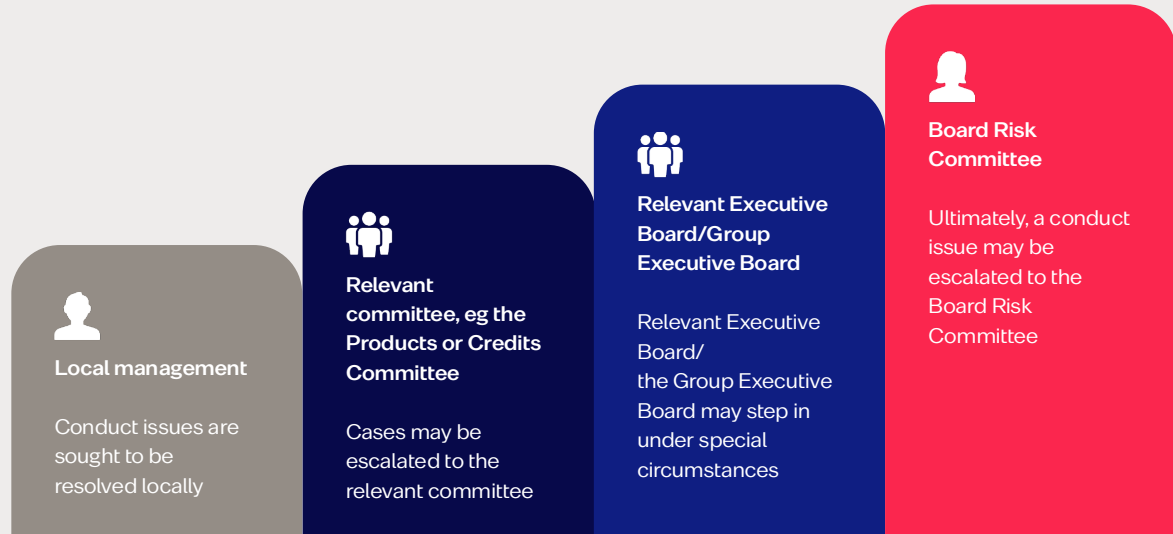 Local management
Conduct issues are
sought to be
resolved locally
Relevant
committee, eg the
Products or Credits
Committee
Cases may be
escalated to the
relevant committee
Relevant Executive
Board/Group
Executive Board
Relevant Executive
Board/
the Group Executive
Board may step in
under special
circumstances
Board Risk
Committee
Ultimately, a conduct
issue may be
escalated to the
Board Risk
Committee